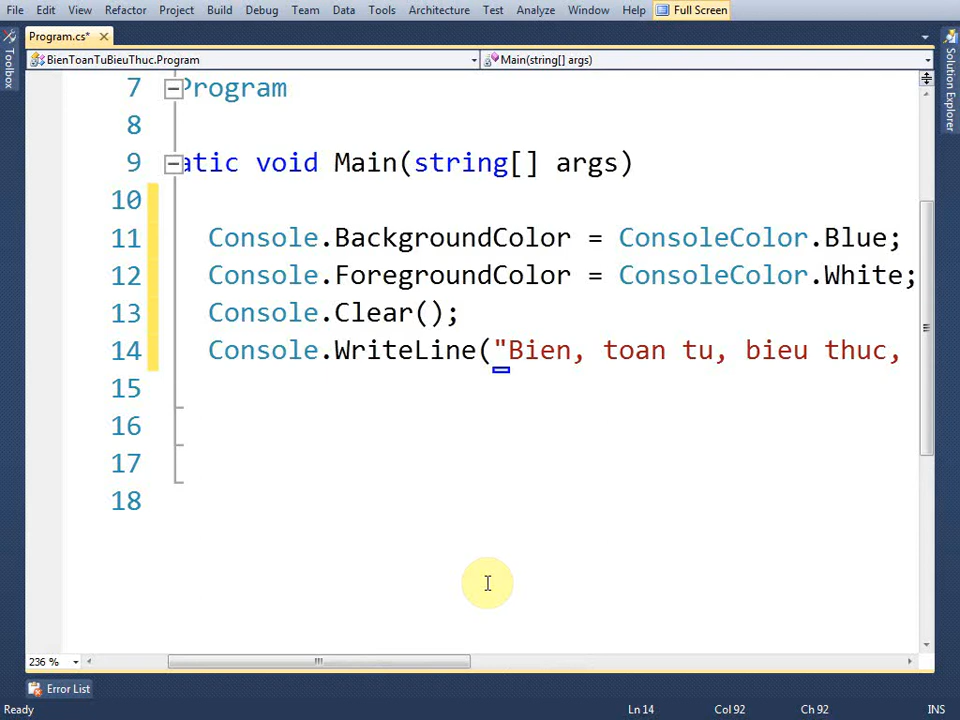 File Edit View Refactor Project Build Debug Team Data Tools Architecture Test Analyze Window Help Full Screen
Program.cs*
Toolbox
Solution Explorer
BienToanTuBieuThuc.Program Main(string[] args)
7 Program
8
9 atic void Main(string[] args)
10
11 Console.BackgroundColor = ConsoleColor.Blue;
12 Console.ForegroundColor = ConsoleColor.White;
13 Console.Clear();
14 Console.WriteLine("Bien, toan tu, bieu thuc,
15
16
17
18
236 %
Error List
Ready Ln 14 Col 92 Ch 92 INS